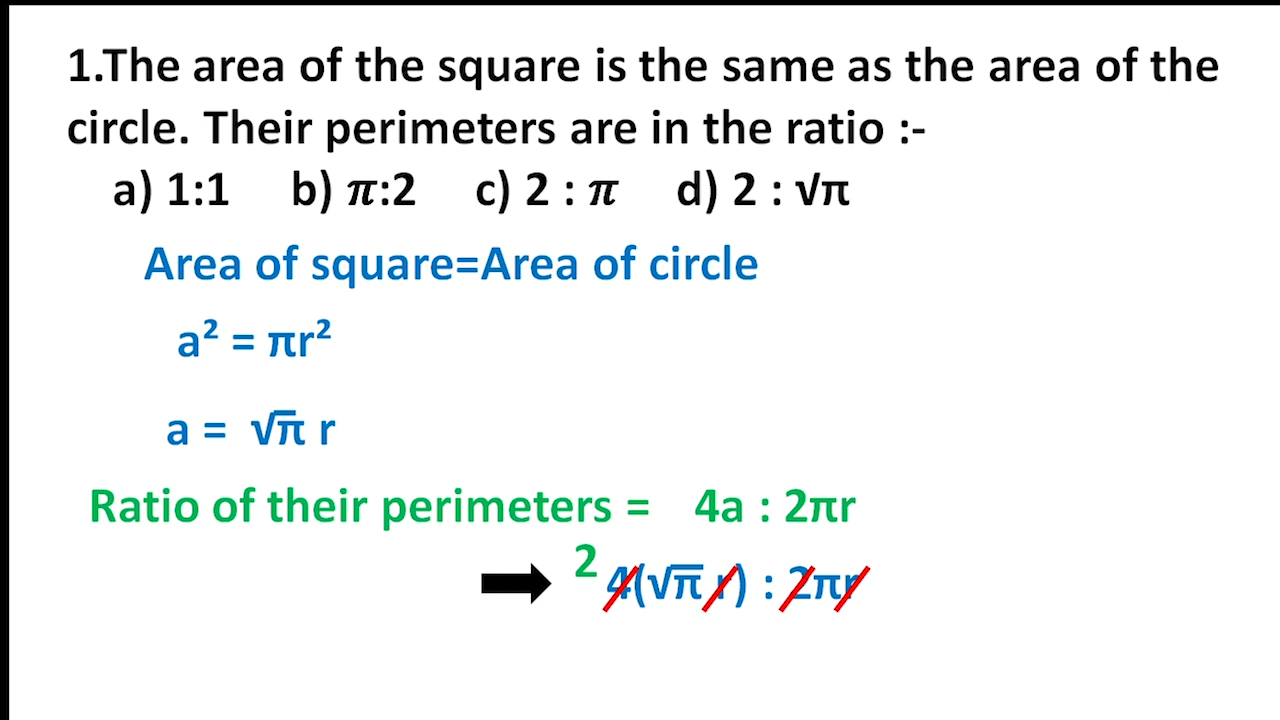 1.The area of the square is the same as the area of the
circle. Their perimeters are in the ratio :-
a) 1:1 b) π:2 c) 2 : π d) 2 : √π
Area of square=Area of circle
a² = πr²
a = √π r
Ratio of their perimeters = 4a : 2πr
2 4(√π r) : 2πr